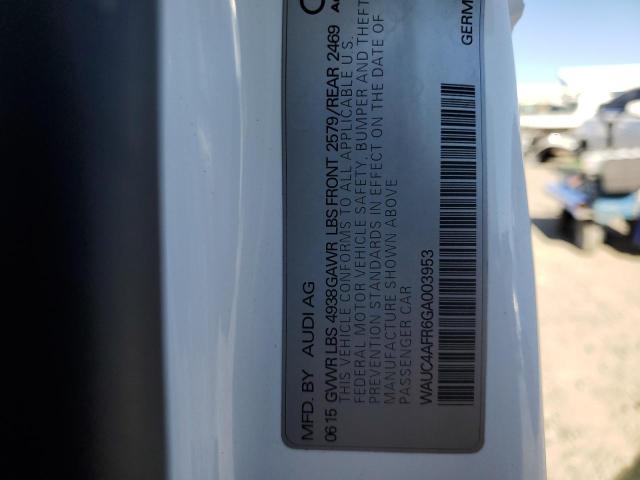 MFD. BY AUDI AG
0615 GVWR LBS 4938 GAWR LBS FRONT 2579/REAR 2469
THIS VEHICLE CONFORMS TO ALL APPLICABLE U.S.
FEDERAL MOTOR VEHICLE SAFETY, BUMPER AND THEFT
PREVENTION STANDARDS IN EFFECT ON THE DATE OF
MANUFACTURE SHOWN ABOVE
PASSENGER CAR
WAUC4AFR6GA003953